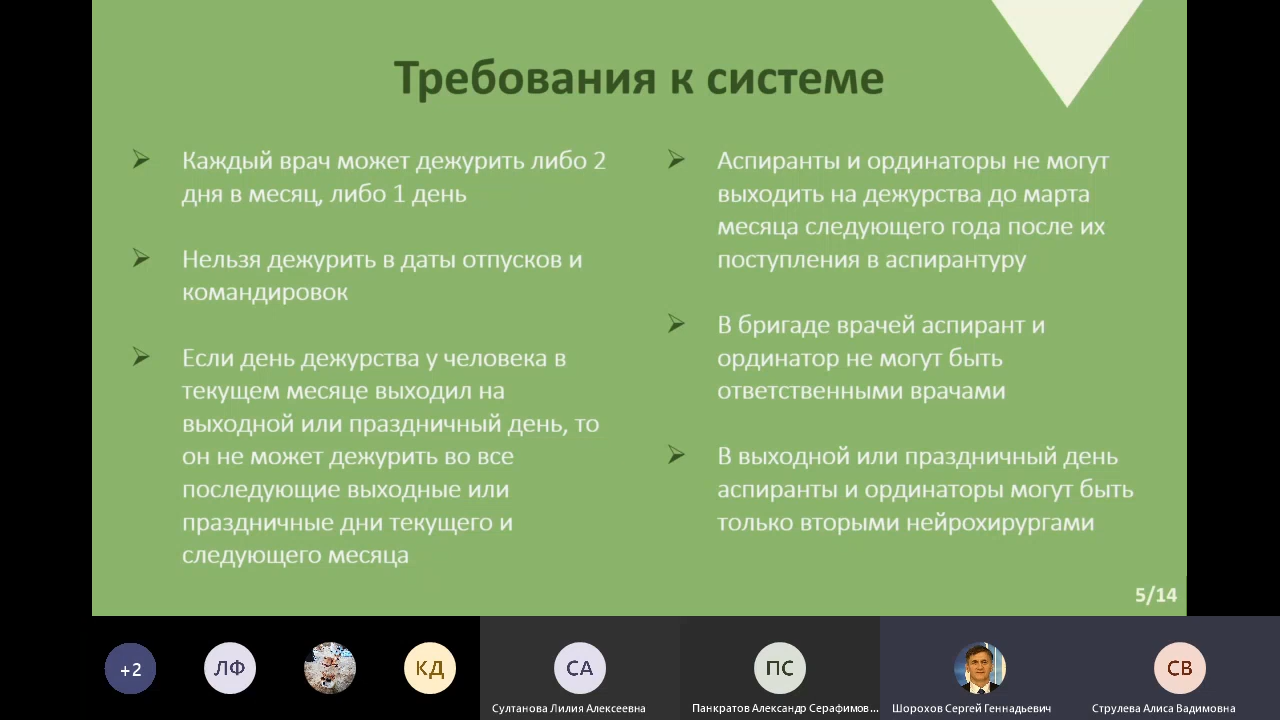 Требования к системе
Каждый врач может дежурить либо 2
дня в месяц, либо 1 день
Нельзя дежурить в даты отпусков и
командировок
Если день дежурства у человека в
текущем месяце выходил на
выходной или праздничный день, то
он не может дежурить во все
последующие выходные или
праздничные дни текущего и
следующего месяца
Аспиранты и ординаторы не могут
выходить на дежурства до марта
месяца следующего года после их
поступления в аспирантуру
В бригаде врачей аспирант и
ординатор не могут быть
ответственными врачами
В выходной или праздничный день
аспиранты и ординаторы могут быть
только вторыми нейрохирургами
5/14
+2
ЛФ
КД
СА
ПС
СВ
Султанова Лилия Алексеевна
Панкратов Александр Серафимов...
Шорохов Сергей Геннадьевич
Струлева Алиса Вадимовна